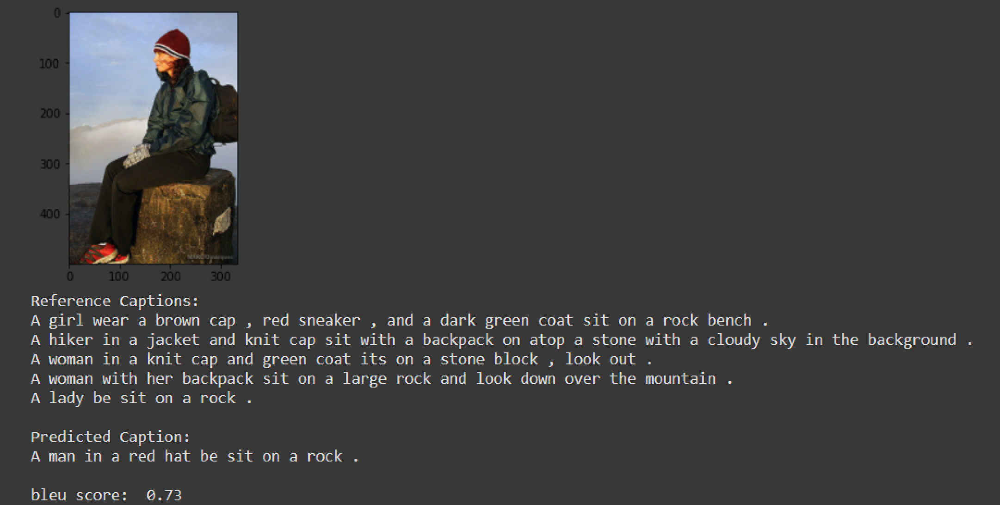 0
100
200
300
400
0 100 200 300
Reference Captions:
A girl wear a brown cap , red sneaker , and a dark green coat sit on a rock bench .
A hiker in a jacket and knit cap sit with a backpack on atop a stone with a cloudy sky in the background .
A woman in a knit cap and green coat its on a stone block , look out .
A woman with her backpack sit on a large rock and look down over the mountain .
A lady be sit on a rock .
Predicted Caption:
A man in a red hat be sit on a rock .
bleu score: 0.73